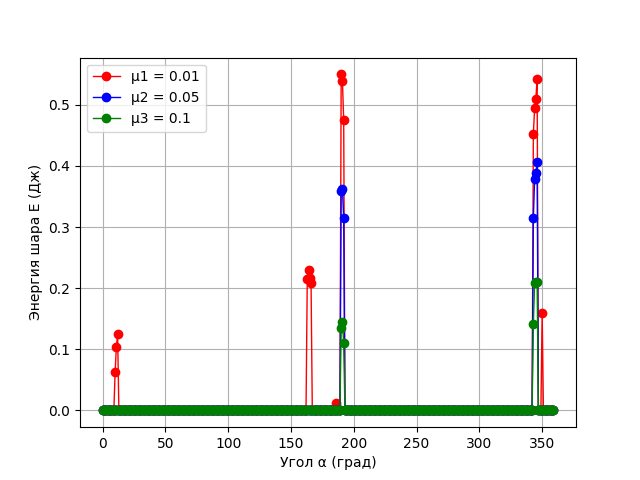 μ1 = 0.01
μ2 = 0.05
μ3 = 0.1
Энергия шара E (Дж)
0.5
0.4
0.3
0.2
0.1
0.0
0 50 100 150 200 250 300 350
Угол α (град)